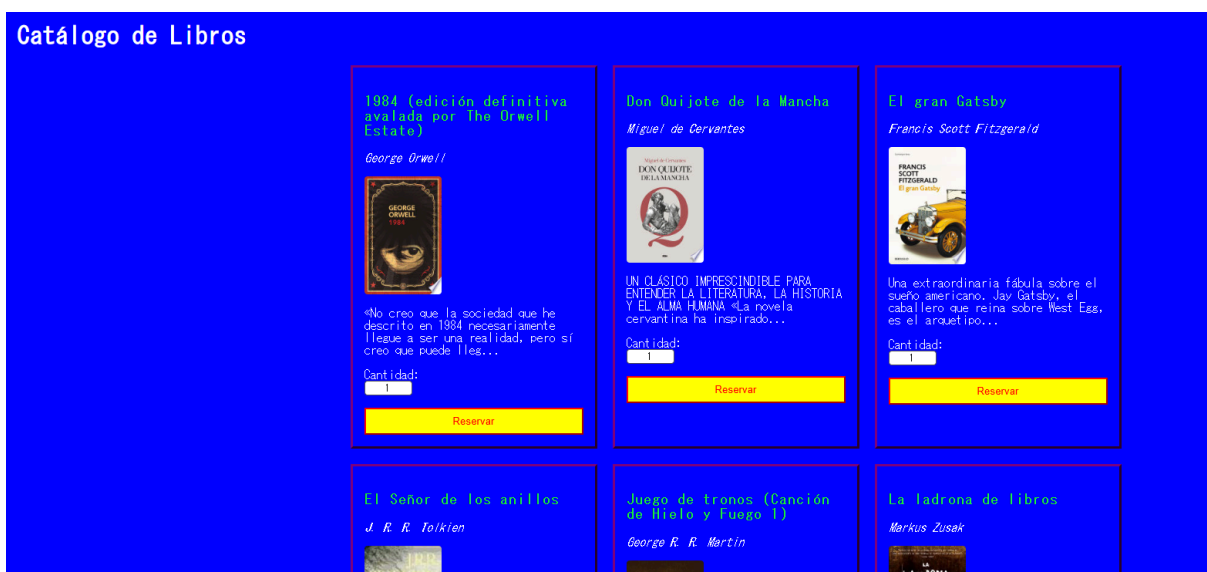 Catálogo de Libros
1984 (edición definitiva
avalada por The Orwell
Estate)
George Orwell
GEORGE
ORWELL
1984
«No creo que la sociedad que he
descrito en 1984 necesariamente
llegue a ser una realidad, pero sí
creo que puede lleg...
Cantidad:
1
Reservar
Don Quijote de la Mancha
Miguel de Cervantes
Miguel de Cervantes
DON QUIJOTE
DE LA MANCHA
UN CLÁSICO IMPRESCINDIBLE PARA
ENTENDER LA LITERATURA, LA HISTORIA
Y EL ALMA HUMANA «La novela
cervantina ha inspirado...
Cantidad:
1
Reservar
El gran Gatsby
Francis Scott Fitzgerald
FRANCIS
SCOTT
FITZGERALD
El gran Gatsby
Una extraordinaria fábula sobre el
sueño americano. Jay Gatsby, el
caballero que reina sobre West Egg,
es el arquetipo...
Cantidad:
1
Reservar
El Señor de los anillos
J. R. R. Tolkien
Juego de tronos (Canción
de Hielo y Fuego 1)
George R. R. Martin
La ladrona de libros
Markus Zusak
LA